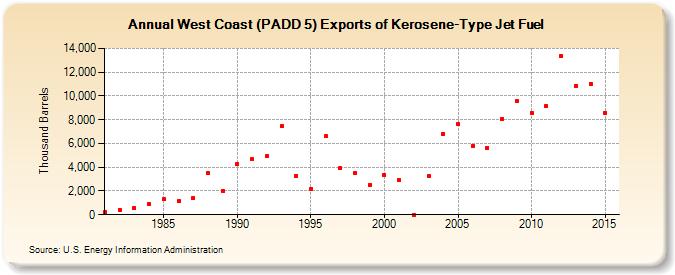 Annual West Coast (PADD 5) Exports of Kerosene-Type Jet Fuel
Thousand Barrels
14,000
12,000
10,000
8,000
6,000
4,000
2,000
0
1985 1990 1995 2000 2005 2010 2015
Source: U.S. Energy Information Administration